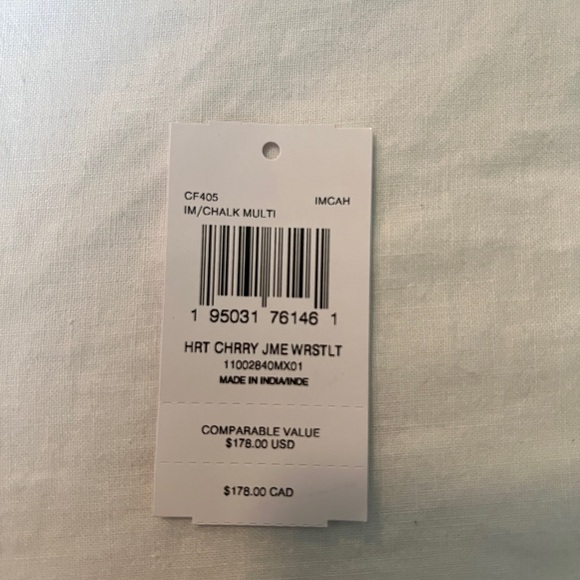 CF405 IMCAH
IM/CHALK MULTI
1 95031 76146 1
HRT CHRRY JME WRSTLT
11002840MX01
MADE IN INDIA/INDE
COMPARABLE VALUE
$178.00 USD
$178.00 CAD